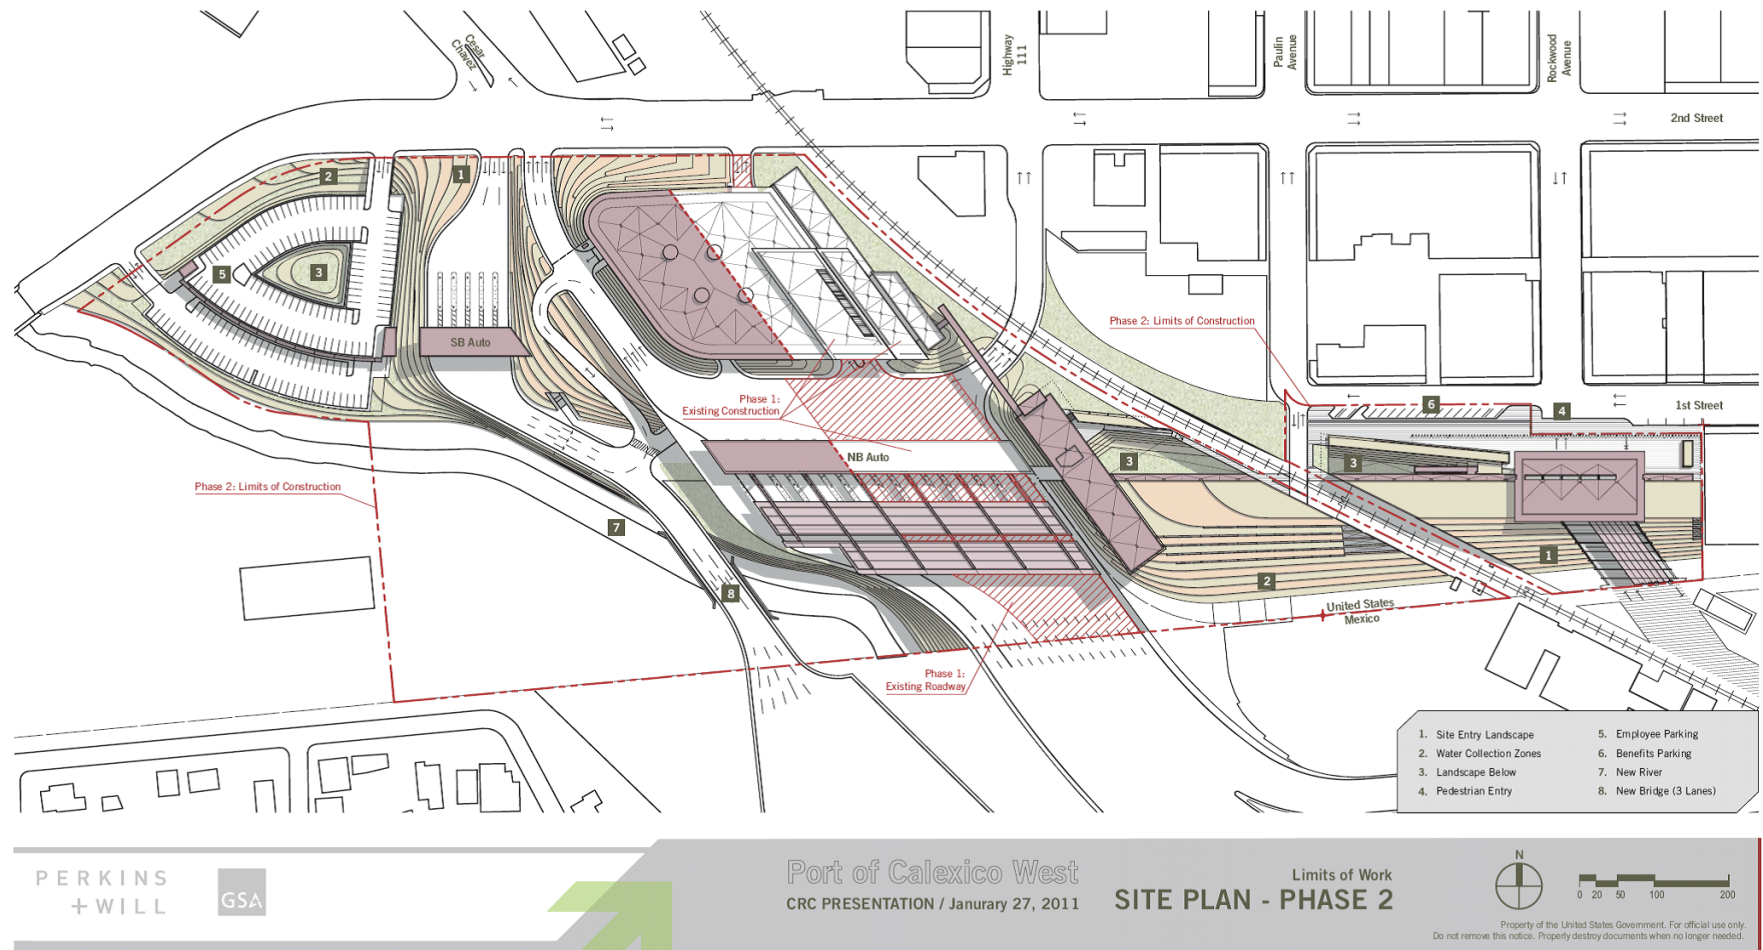 Cesar
Chavez
Highway
111
Paulin
Avenue
Rockwood
Avenue
2nd Street
2
1
5
3
SB Auto
Phase 2: Limits of Construction
Phase 1:
Existing Construction
6
4
1st Street
NB Auto
3
3
Phase 2: Limits of Construction
7
1
2
8
United States
Mexico
Phase 1:
Existing Roadway
1. Site Entry Landscape
2. Water Collection Zones
3. Landscape Below
4. Pedestrian Entry
5. Employee Parking
6. Benefits Parking
7. New River
8. New Bridge (3 Lanes)
PERKINS
+WILL
GSA
Port of Calexico West
CRC PRESENTATION / Janurary 27, 2011
Limits of Work
SITE PLAN - PHASE 2
N
0 20 50 100 200
Property of the United States Government. For official use only.
Do not remove this notice. Properly destroy documents when no longer needed.